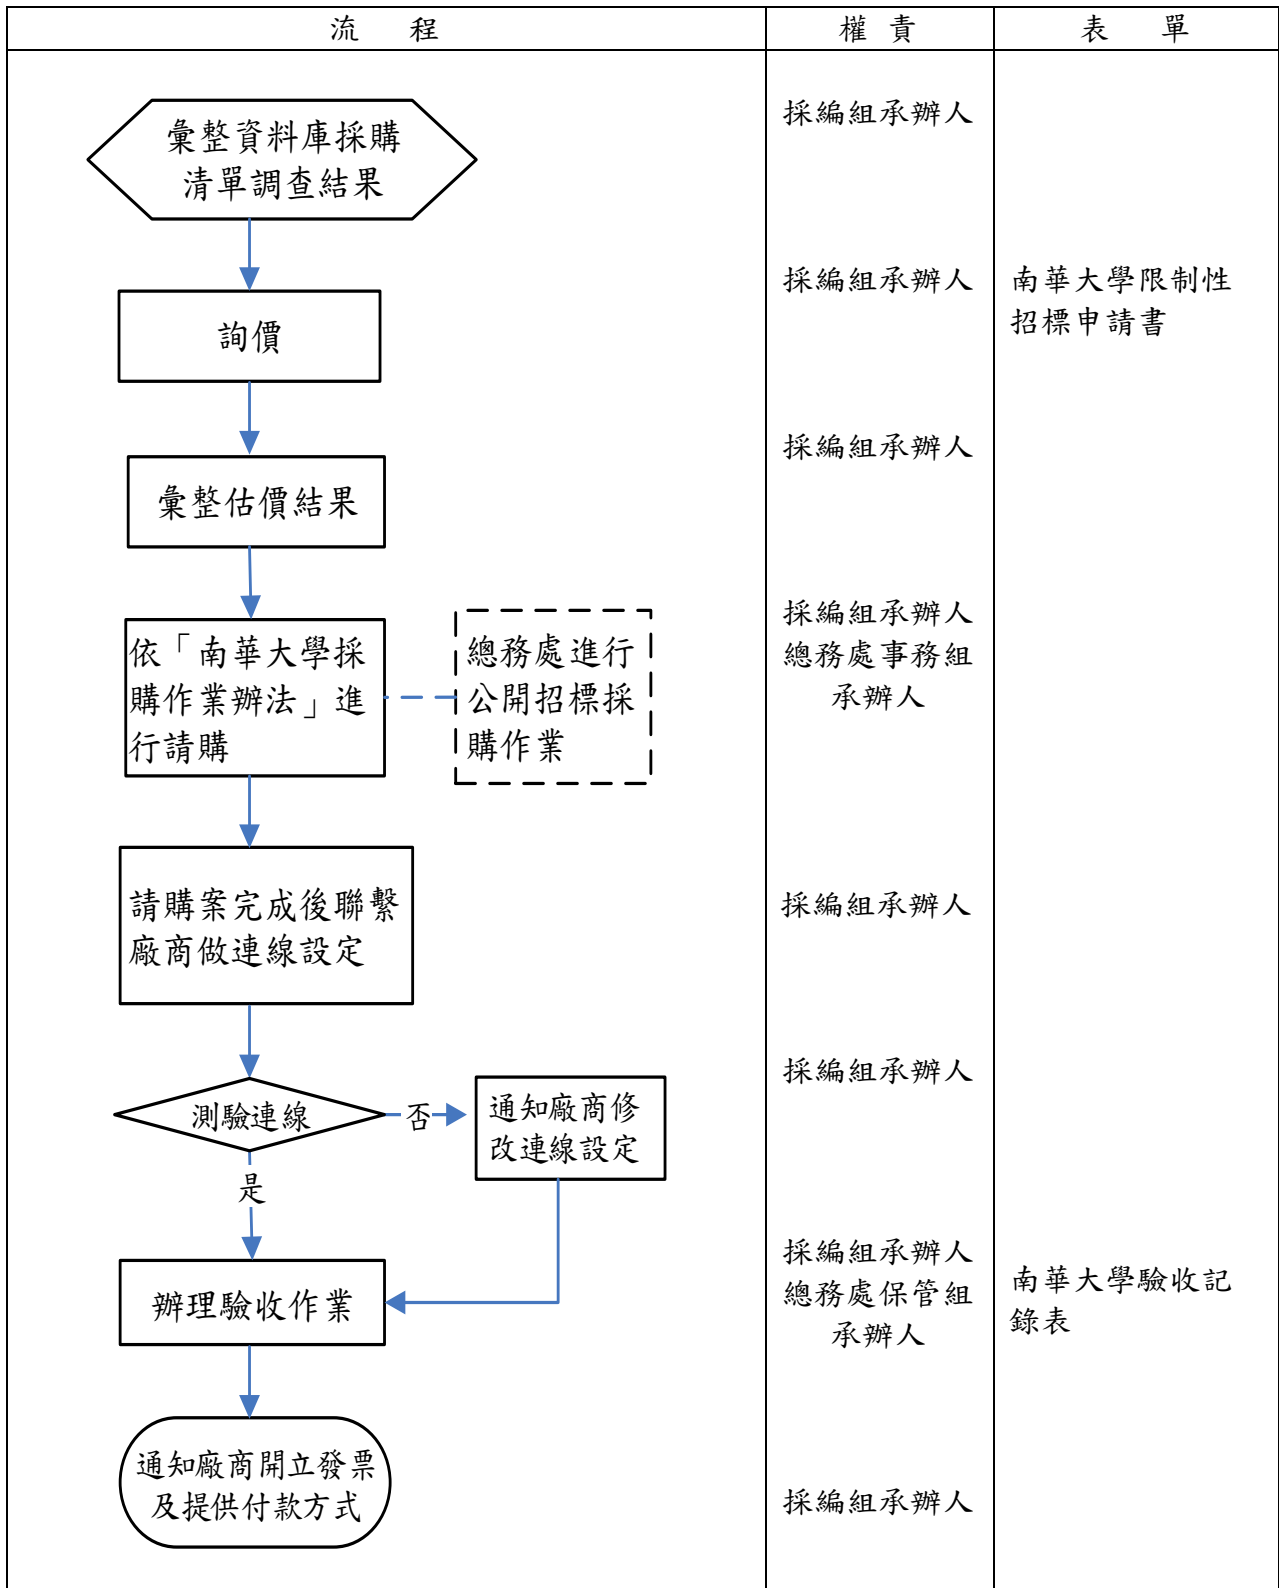 流 程
權 責
表 單
彙整資料庫採購
清單調查結果
採編組承辦人
詢價
採編組承辦人
南華大學限制性
招標申請書
彙整估價結果
採編組承辦人
依「南華大學採
購作業辦法」進
行請購
總務處進行
公開招標採
購作業
採編組承辦人
總務處事務組
承辦人
請購案完成後聯繫
廠商做連線設定
採編組承辦人
測驗連線
否
通知廠商修
改連線設定
採編組承辦人
是
辦理驗收作業
採編組承辦人
總務處保管組
承辦人
南華大學驗收記
錄表
通知廠商開立發票
及提供付款方式
採編組承辦人